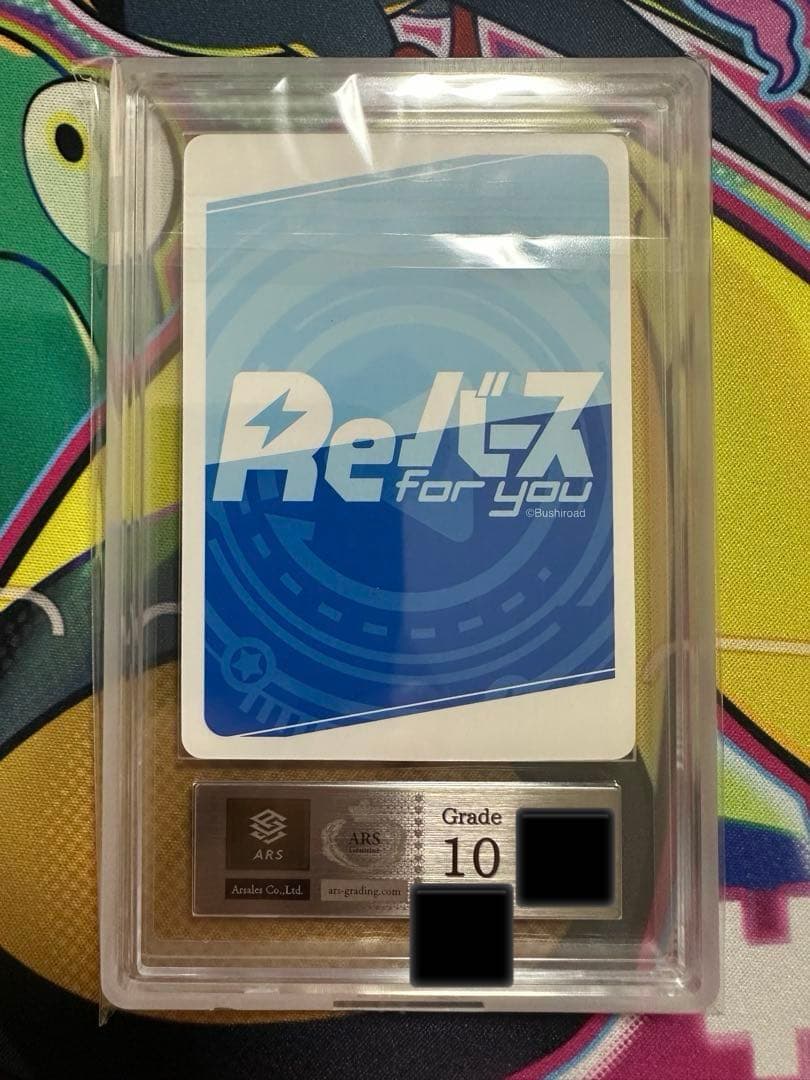 Reバース
for you
©Bushiroad
ARS
Arsales Co.,Ltd.
ARS
ars-grading.com
Grade
10